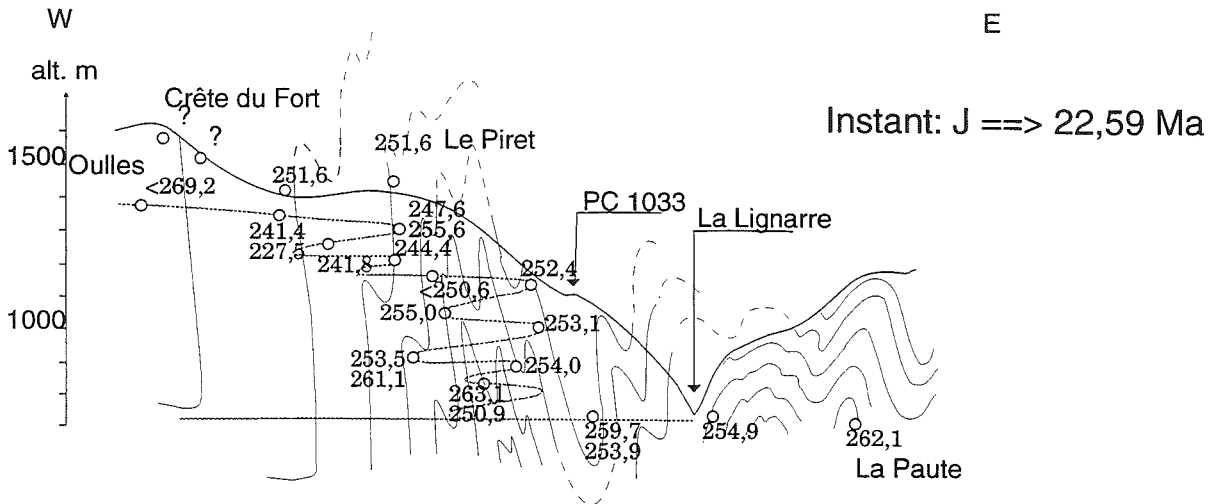 W
E
alt. m
Crête du Fort
?
?
Instant: J ==> 22,59 Ma
251,6
Le Piret
1500
Oulles
251,6
<269,2
PC 1033
247,6
La Lignarre
241,4
255,6
227,5
244,4
241,8
252,4
<250,6
255,0
1000
253,1
253,5
254,0
261,1
263,1
250,9
259,7
254,9
262,1
253,9
La Paute